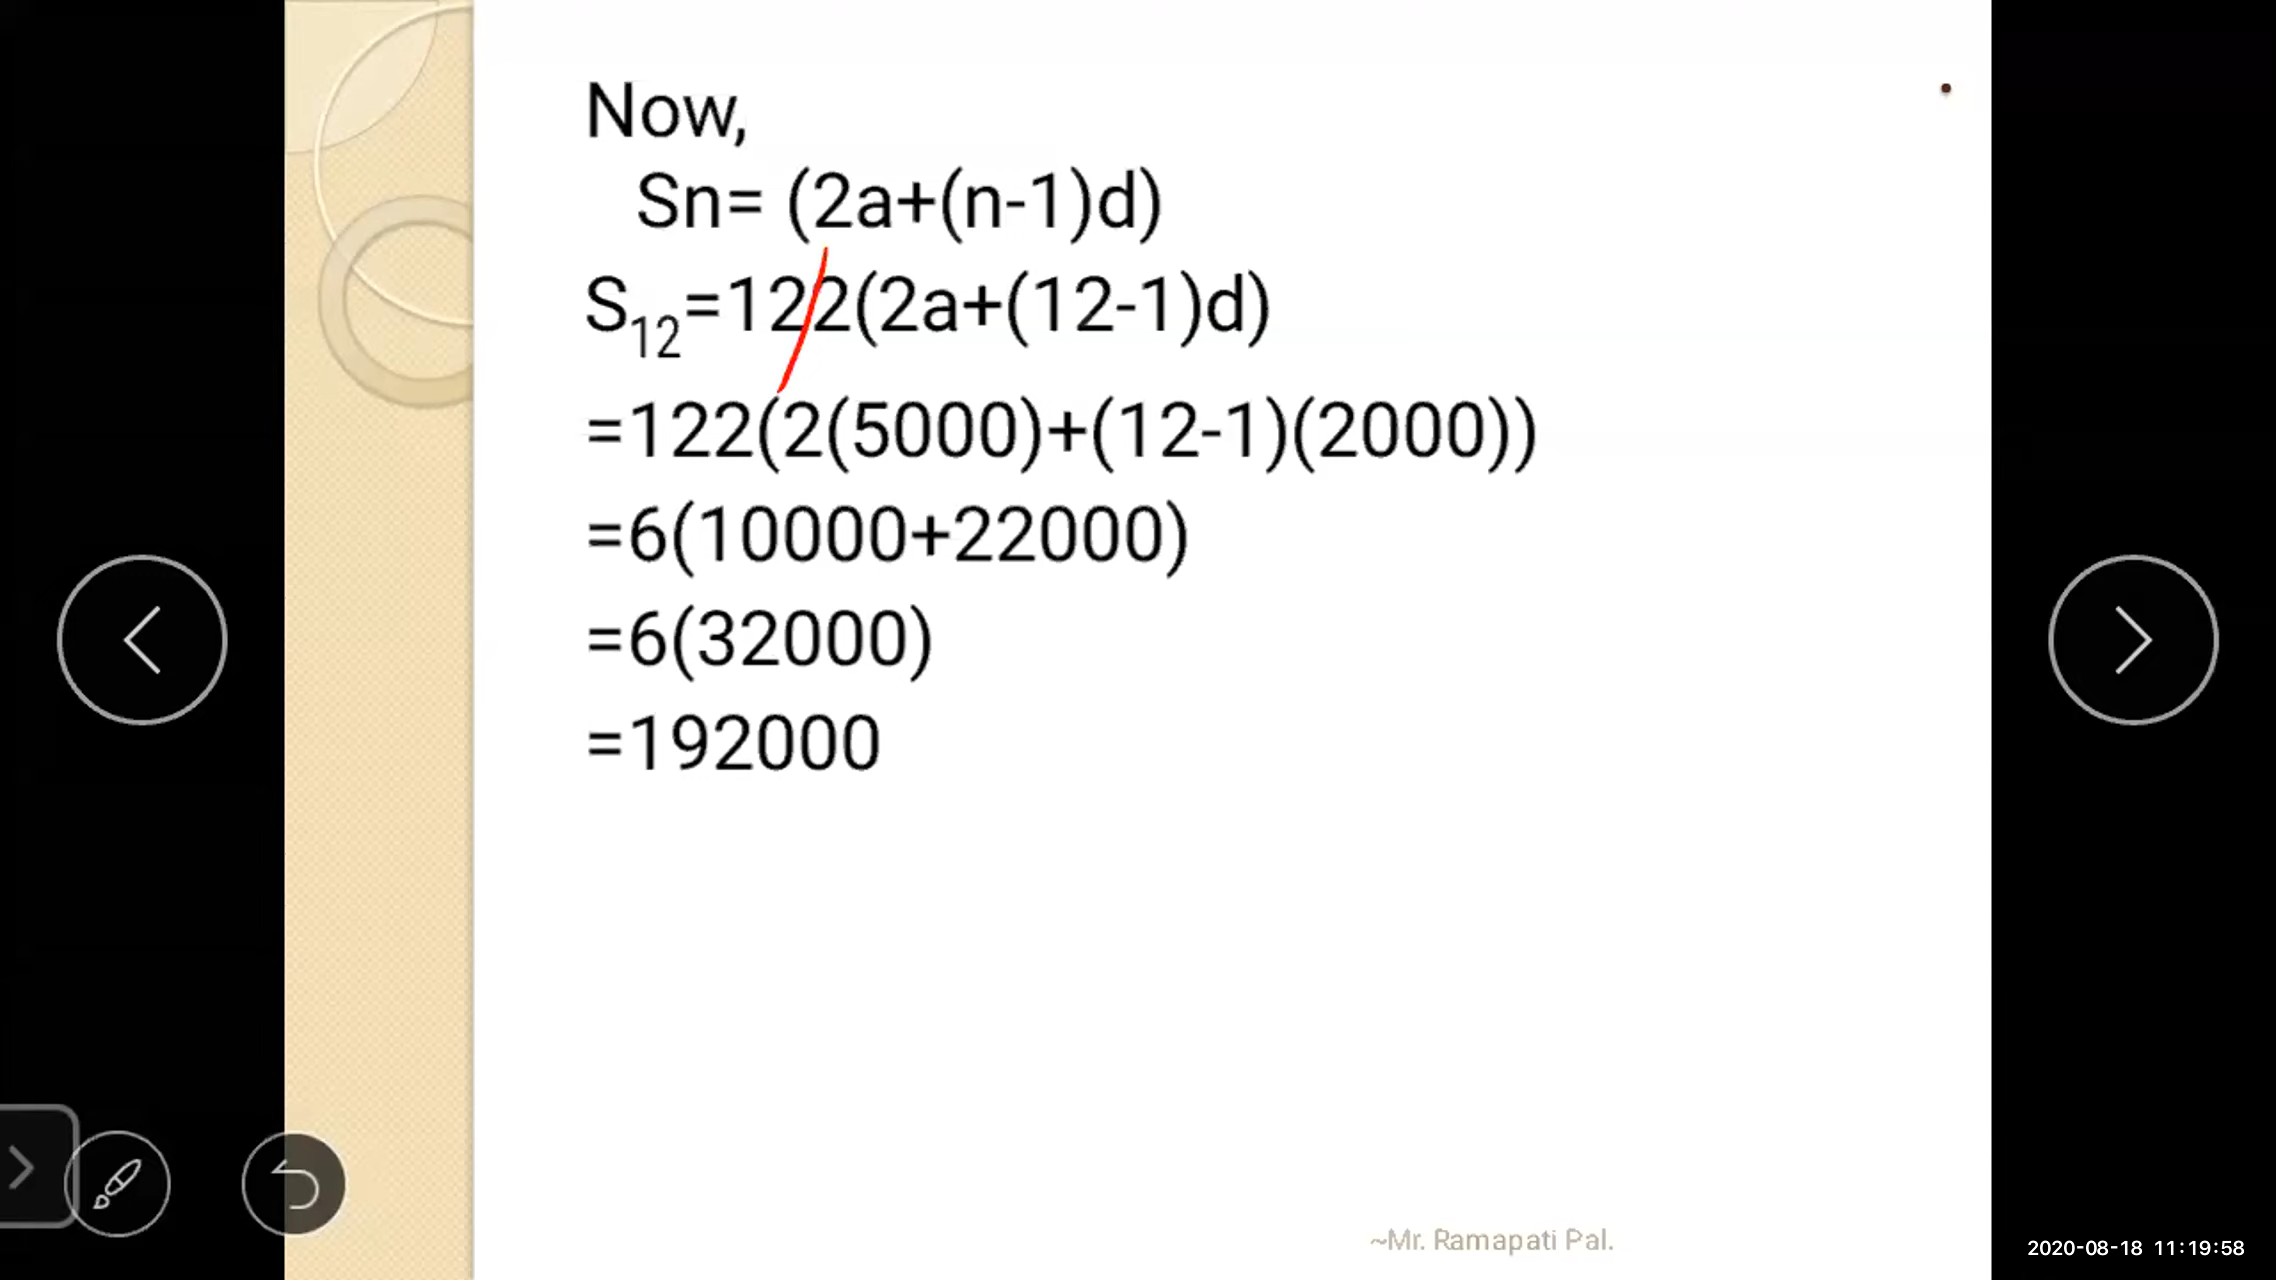 Now,
Sn= (2a+(n-1)d)
S₁₂=122(2a+(12-1)d)
=122(2(5000)+(12-1)(2000))
=6(10000+22000)
=6(32000)
=192000
~Mr. Ramapati Pal.
2020-08-18 11:19:58